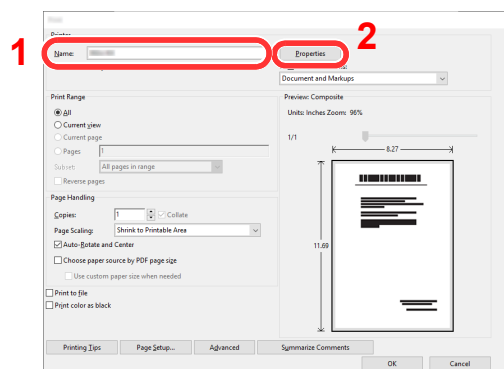 Printer
1
Name:
Properties
2
Document and Markups
Print Range
All
Current view
Current page
Pages
1
Subset:
All pages in range
Reverse pages
Page Handling
Copies:
1
Collate
Page Scaling:
Shrink to Printable Area
Auto-Rotate and Center
Choose paper source by PDF page size
Use custom paper size when needed
Print to file
Print color as black
Preview: Composite
Units: Inches Zoom: 96%
1/1
8.27
11.69
Printing Tips
Page Setup...
Advanced
Summarize Comments
OK
Cancel